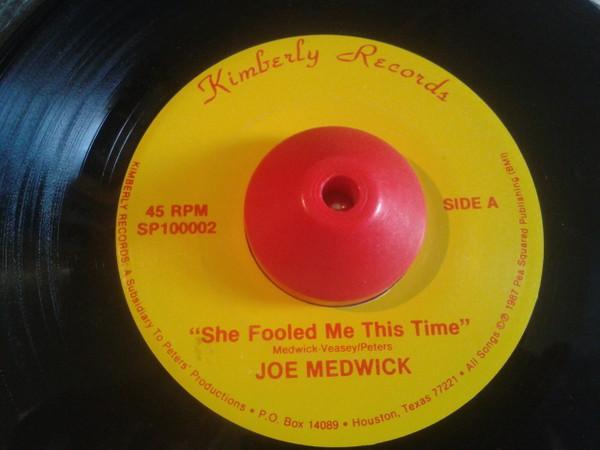 Kimberly Records
45 RPM
SP100002
SIDE A
"She Fooled Me This Time"
Medwick-Veasey/Peters
JOE MEDWICK
KIMBERLY RECORDS: A Subsidiary To Peters' Productions • P.O. Box 14089 • Houston, Texas 77221 • All Songs ©℗ 1987 Pea Squared Publishing (BMI)